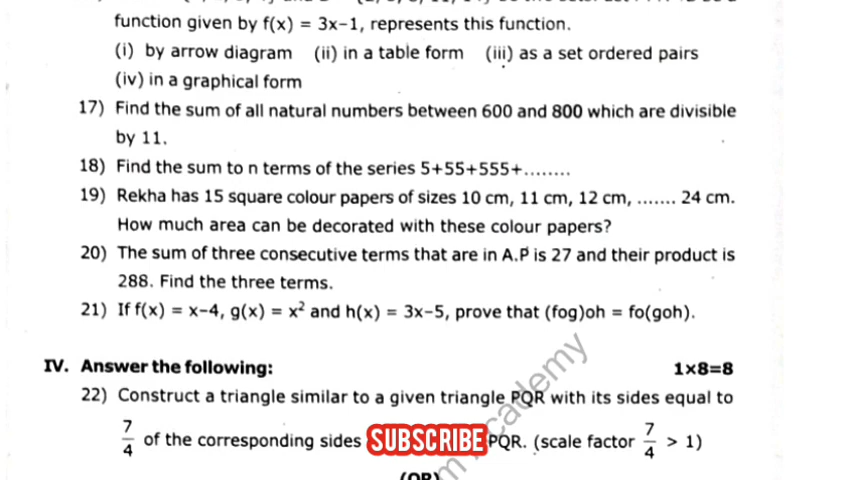 function given by f(x) = 3x−1, represents this function.
(i) by arrow diagram (ii) in a table form (iii) as a set ordered pairs
(iv) in a graphical form
17) Find the sum of all natural numbers between 600 and 800 which are divisible
by 11.
18) Find the sum to n terms of the series 5+55+555+........
19) Rekha has 15 square colour papers of sizes 10 cm, 11 cm, 12 cm, ....... 24 cm.
How much area can be decorated with these colour papers?
20) The sum of three consecutive terms that are in A.P is 27 and their product is
288. Find the three terms.
21) If f(x) = x−4, g(x) = x² and h(x) = 3x−5, prove that (fog)oh = fo(goh).
IV. Answer the following: 1x8=8
22) Construct a triangle similar to a given triangle PQR with its sides equal to
7/4 of the corresponding sides SUBSCRIBE PQR. (scale factor 7/4 > 1)
(OR)